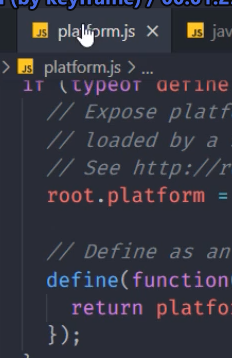 (by keyframe) / 00:01:2
JS platform.js × JS jav
> JS platform.js > ...
if (typeof define
// Expose platf
// loaded by a
// See http://r
root.platform =
// Define as an
define(function
return platfo
});